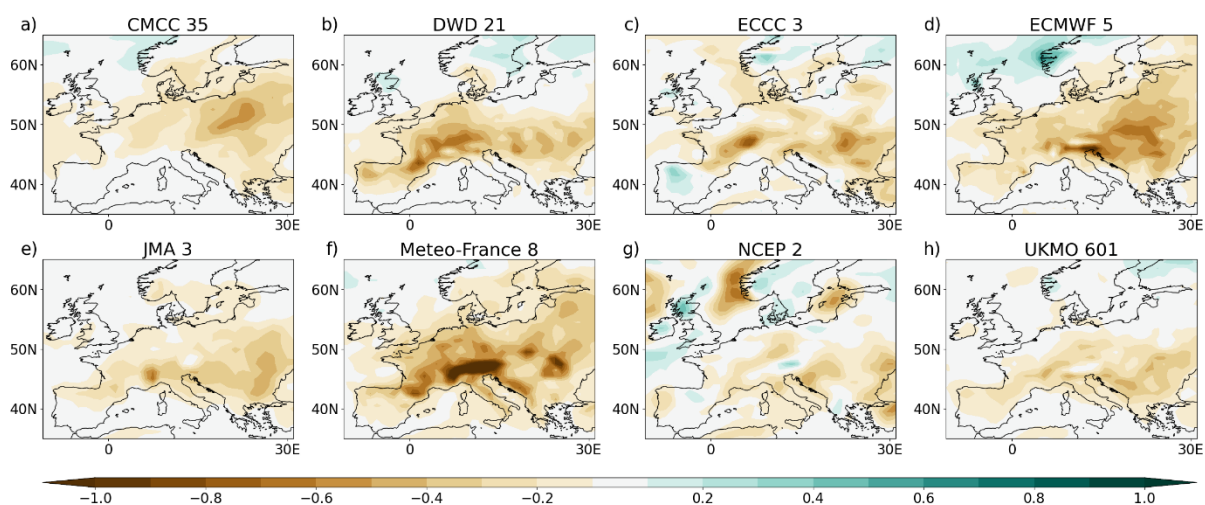 a) CMCC 35
b) DWD 21
c) ECCC 3
d) ECMWF 5
60N
50N
40N
0
30E
60N
50N
40N
0
30E
60N
50N
40N
0
30E
60N
50N
40N
0
30E
e) JMA 3
f) Meteo-France 8
g) NCEP 2
h) UKMO 601
60N
50N
40N
0
30E
60N
50N
40N
0
30E
60N
50N
40N
0
30E
60N
50N
40N
0
30E
−1.0 −0.8 −0.6 −0.4 −0.2 0.2 0.4 0.6 0.8 1.0